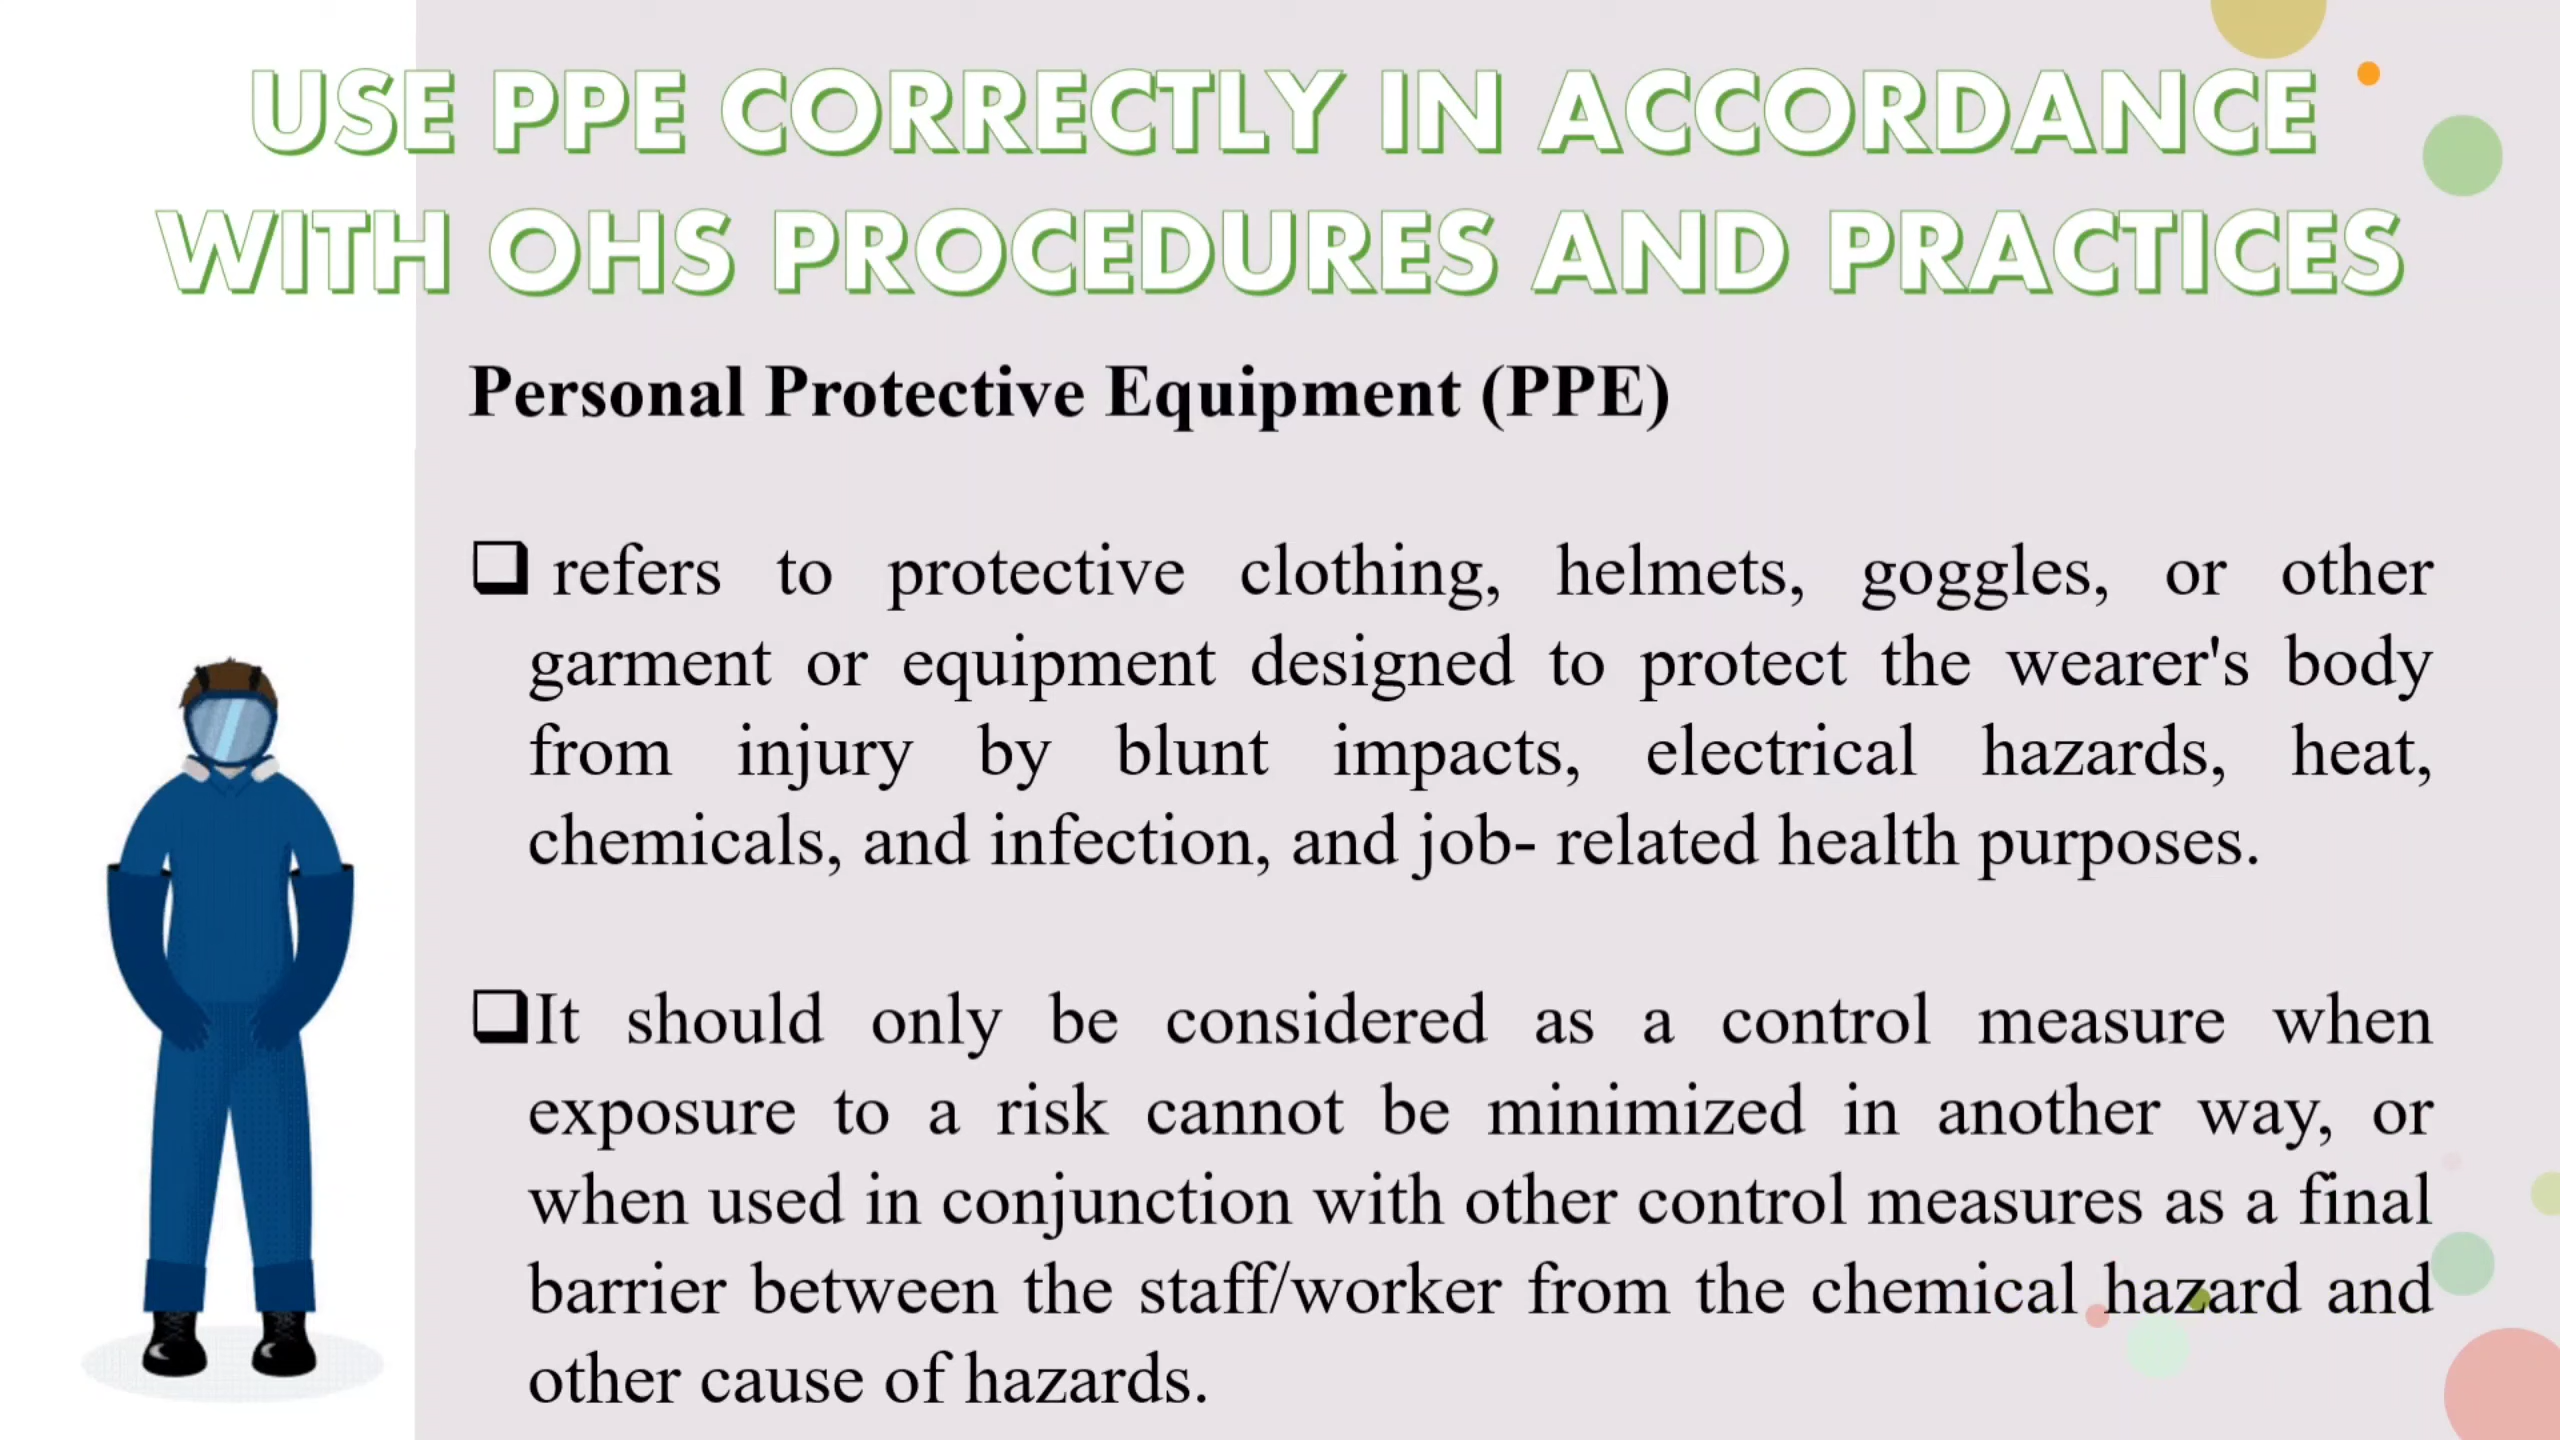 USE PPE CORRECTLY IN ACCORDANCE
WITH OHS PROCEDURES AND PRACTICES
Personal Protective Equipment (PPE)
❑ refers to protective clothing, helmets, goggles, or other
garment or equipment designed to protect the wearer's body
from injury by blunt impacts, electrical hazards, heat,
chemicals, and infection, and job- related health purposes.
❑It should only be considered as a control measure when
exposure to a risk cannot be minimized in another way, or
when used in conjunction with other control measures as a final
barrier between the staff/worker from the chemical hazard and
other cause of hazards.